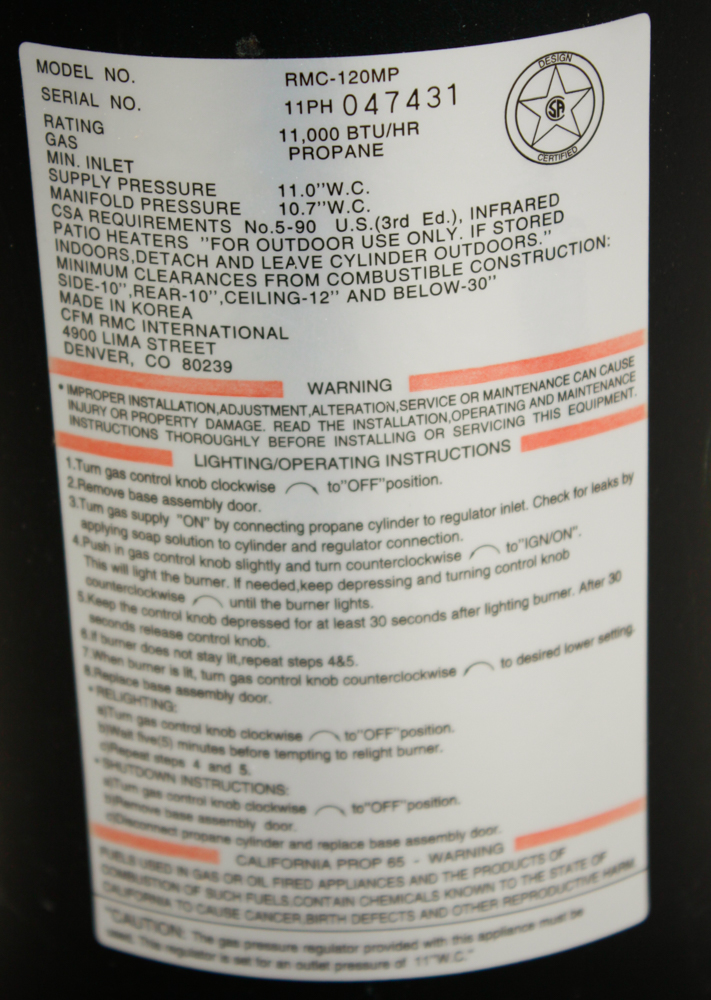 MODEL NO. RMC-120MP
SERIAL NO. 11PH 047431
RATING 11,000 BTU/HR
GAS PROPANE
MIN. INLET
SUPPLY PRESSURE 11.0"W.C.
MANIFOLD PRESSURE 10.7"W.C.
CSA REQUIREMENTS No.5-90 U.S.(3rd Ed.), INFRARED
PATIO HEATERS "FOR OUTDOOR USE ONLY. IF STORED
INDOORS,DETACH AND LEAVE CYLINDER OUTDOORS."
MINIMUM CLEARANCES FROM COMBUSTIBLE CONSTRUCTION:
SIDE-10",REAR-10",CEILING-12" AND BELOW-30"
MADE IN KOREA
CFM RMC INTERNATIONAL
4900 LIMA STREET
DENVER, CO 80239
DESIGN
SA
CERTIFIED
WARNING
* IMPROPER INSTALLATION,ADJUSTMENT,ALTERATION,SERVICE OR MAINTENANCE CAN CAUSE
INJURY OR PROPERTY DAMAGE. READ THE INSTALLATION,OPERATING AND MAINTENANCE
INSTRUCTIONS THOROUGHLY BEFORE INSTALLING OR SERVICING THIS EQUIPMENT.
LIGHTING/OPERATING INSTRUCTIONS
1.Turn gas control knob clockwise to"OFF"position.
2.Remove base assembly door.
3.Turn gas supply "ON" by connecting propane cylinder to regulator inlet. Check for leaks by
applying soap solution to cylinder and regulator connection.
4.Push in gas control knob slightly and turn counterclockwise to"IGN/ON".
This will light the burner. If needed,keep depressing and turning control knob
counterclockwise until the burner lights.
5.Keep the control knob depressed for at least 30 seconds after lighting burner. After 30
seconds release control knob.
6.If burner does not stay lit,repeat steps 4&5.
7.When burner is lit, turn gas control knob counterclockwise to desired lower setting.
8.Replace base assembly door.
* RELIGHTING:
a)Turn gas control knob clockwise to"OFF"position.
b)Wait five(5) minutes before tempting to relight burner.
c)Repeat steps 4 and 5.
* SHUTDOWN INSTRUCTIONS:
a)Turn gas control knob clockwise to"OFF"position.
b)Remove base assembly door.
c)Disconnect propane cylinder and replace base assembly door.
CALIFORNIA PROP 65 - WARNING
FUELS USED IN GAS OR OIL FIRED APPLIANCES AND THE PRODUCTS OF
COMBUSTION OF SUCH FUELS,CONTAIN CHEMICALS KNOWN TO THE STATE OF
CALIFORNIA TO CAUSE CANCER,BIRTH DEFECTS AND OTHER REPRODUCTIVE HARM.
"CAUTION: The gas pressure regulator provided with this appliance must be
used. This regulator is set for an outlet pressure of 11"W.C."